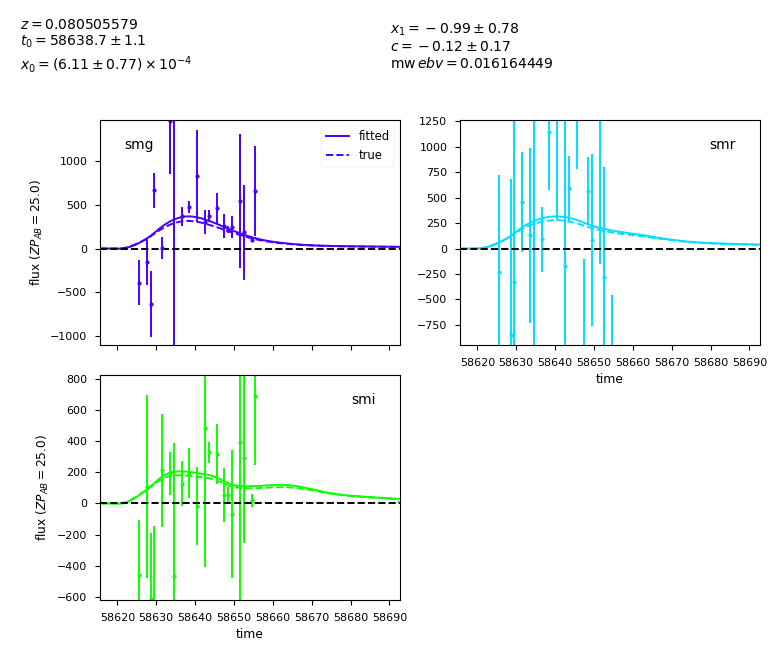 z = 0.080505579
t₀ = 58638.7 ± 1.1
x₀ = (6.11 ± 0.77) × 10⁻⁴
x₁ = −0.99 ± 0.78
c = −0.12 ± 0.17
mw ebv = 0.016164449
smg
fitted
true
1000
500
0
−500
−1000
flux (ZP_AB = 25.0)
smr
1250
1000
750
500
250
0
−250
−500
−750
58620 58630 58640 58650 58660 58670 58680 58690
time
smi
800
600
400
200
0
−200
−400
−600
flux (ZP_AB = 25.0)
58620 58630 58640 58650 58660 58670 58680 58690
time